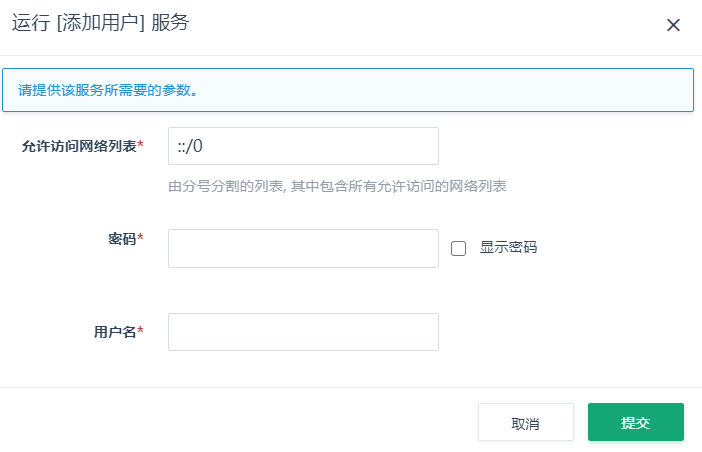 运行 [添加用户] 服务
请提供该服务所需要的参数。
允许访问网络列表*
::/0
由分号分割的列表, 其中包含所有允许访问的网络列表
密码*
显示密码
用户名*
取消
提交